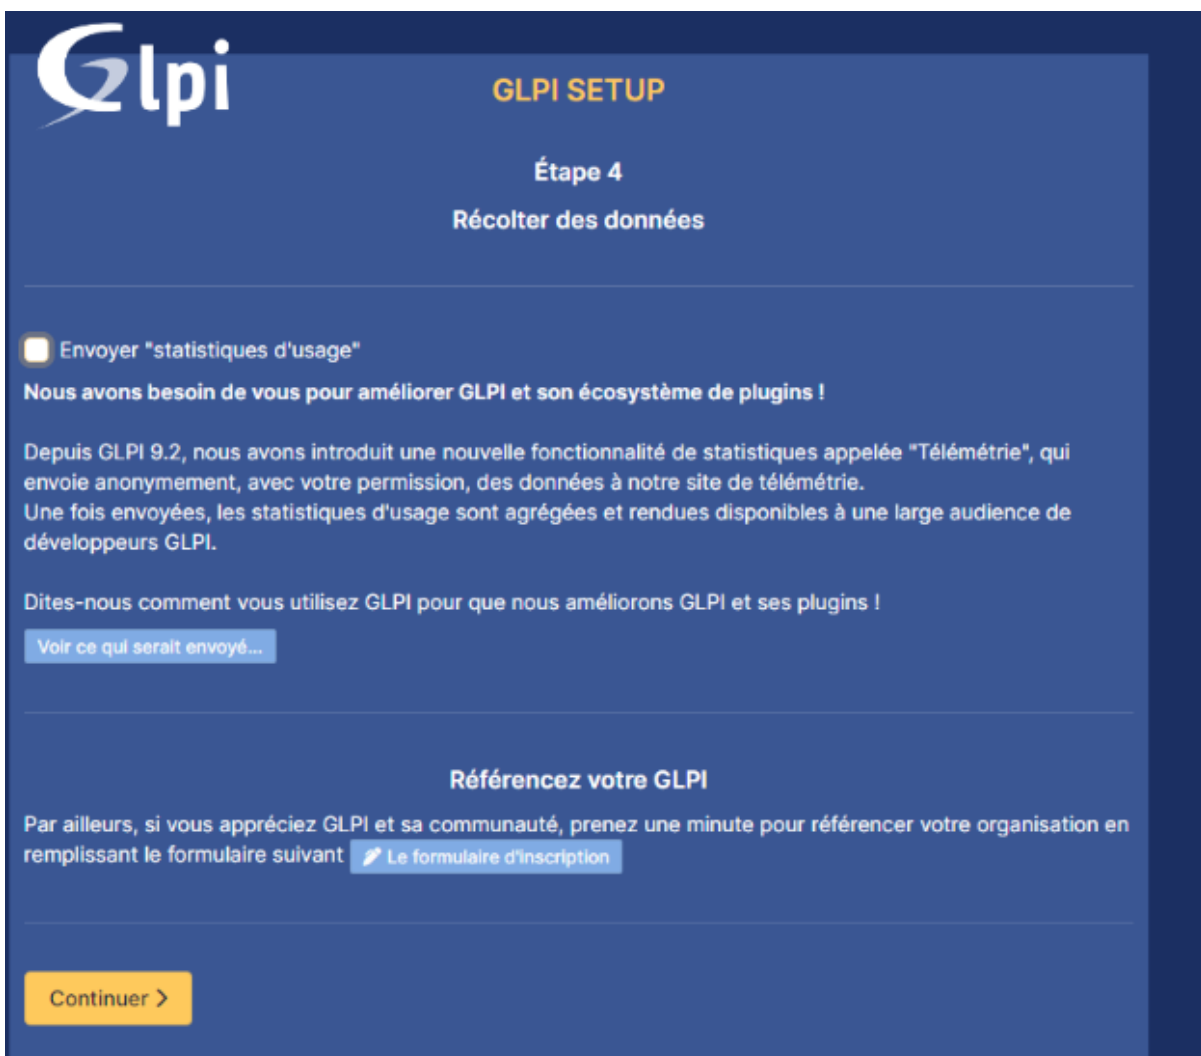 Glpi
GLPI SETUP
Étape 4
Récolter des données
Envoyer "statistiques d'usage"
Nous avons besoin de vous pour améliorer GLPI et son écosystème de plugins !
Depuis GLPI 9.2, nous avons introduit une nouvelle fonctionnalité de statistiques appelée "Télémétrie", qui
envoie anonymement, avec votre permission, des données à notre site de télémétrie.
Une fois envoyées, les statistiques d'usage sont agrégées et rendues disponibles à une large audience de
développeurs GLPI.
Dites-nous comment vous utilisez GLPI pour que nous améliorons GLPI et ses plugins !
Voir ce qui serait envoyé...
Référencez votre GLPI
Par ailleurs, si vous appréciez GLPI et sa communauté, prenez une minute pour référencer votre organisation en
remplissant le formulaire suivant Le formulaire d'inscription
Continuer >